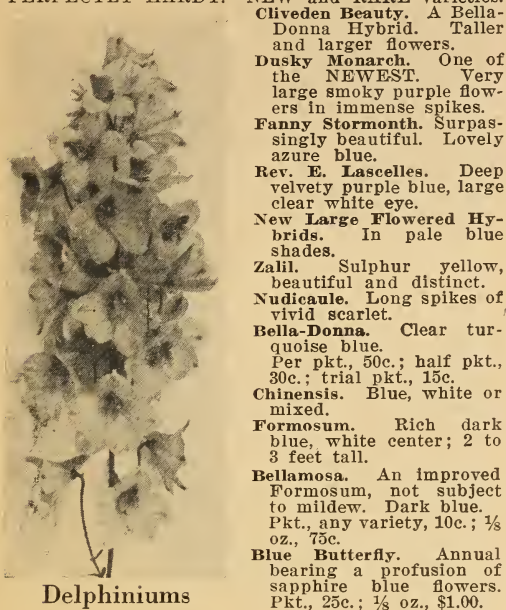 PERFECTLY HARDY. NEW and RARE varieties.
Cliveden Beauty. A Bella-
Donna Hybrid. Taller
and larger flowers.
Dusky Monarch. One of
the NEWEST. Very
large smoky purple flow-
ers in immense spikes.
Fanny Stormonth. Surpas-
singly beautiful. Lovely
azure blue.
Rev. E. Lascelles. Deep
velvety purple blue, large
clear white eye.
New Large Flowered Hy-
brids. In pale blue
shades.
Zalil. Sulphur yellow,
beautiful and distinct.
Nudicaule. Long spikes of
vivid scarlet.
Bella-Donna. Clear tur-
quoise blue.
Per pkt., 50c.; half pkt.,
30c.; trial pkt., 15c.
Chinensis. Blue, white or
mixed.
Formosum. Rich dark
blue, white center; 2 to
3 feet tall.
Bellamosa. An improved
Formosum, not subject
to mildew. Dark blue.
Pkt., any variety, 10c.; ⅛
oz., 75c.
Blue Butterfly. Annual
bearing a profusion of
sapphire blue flowers.
Pkt., 25c.; ⅛ oz., $1.00.
Delphiniums